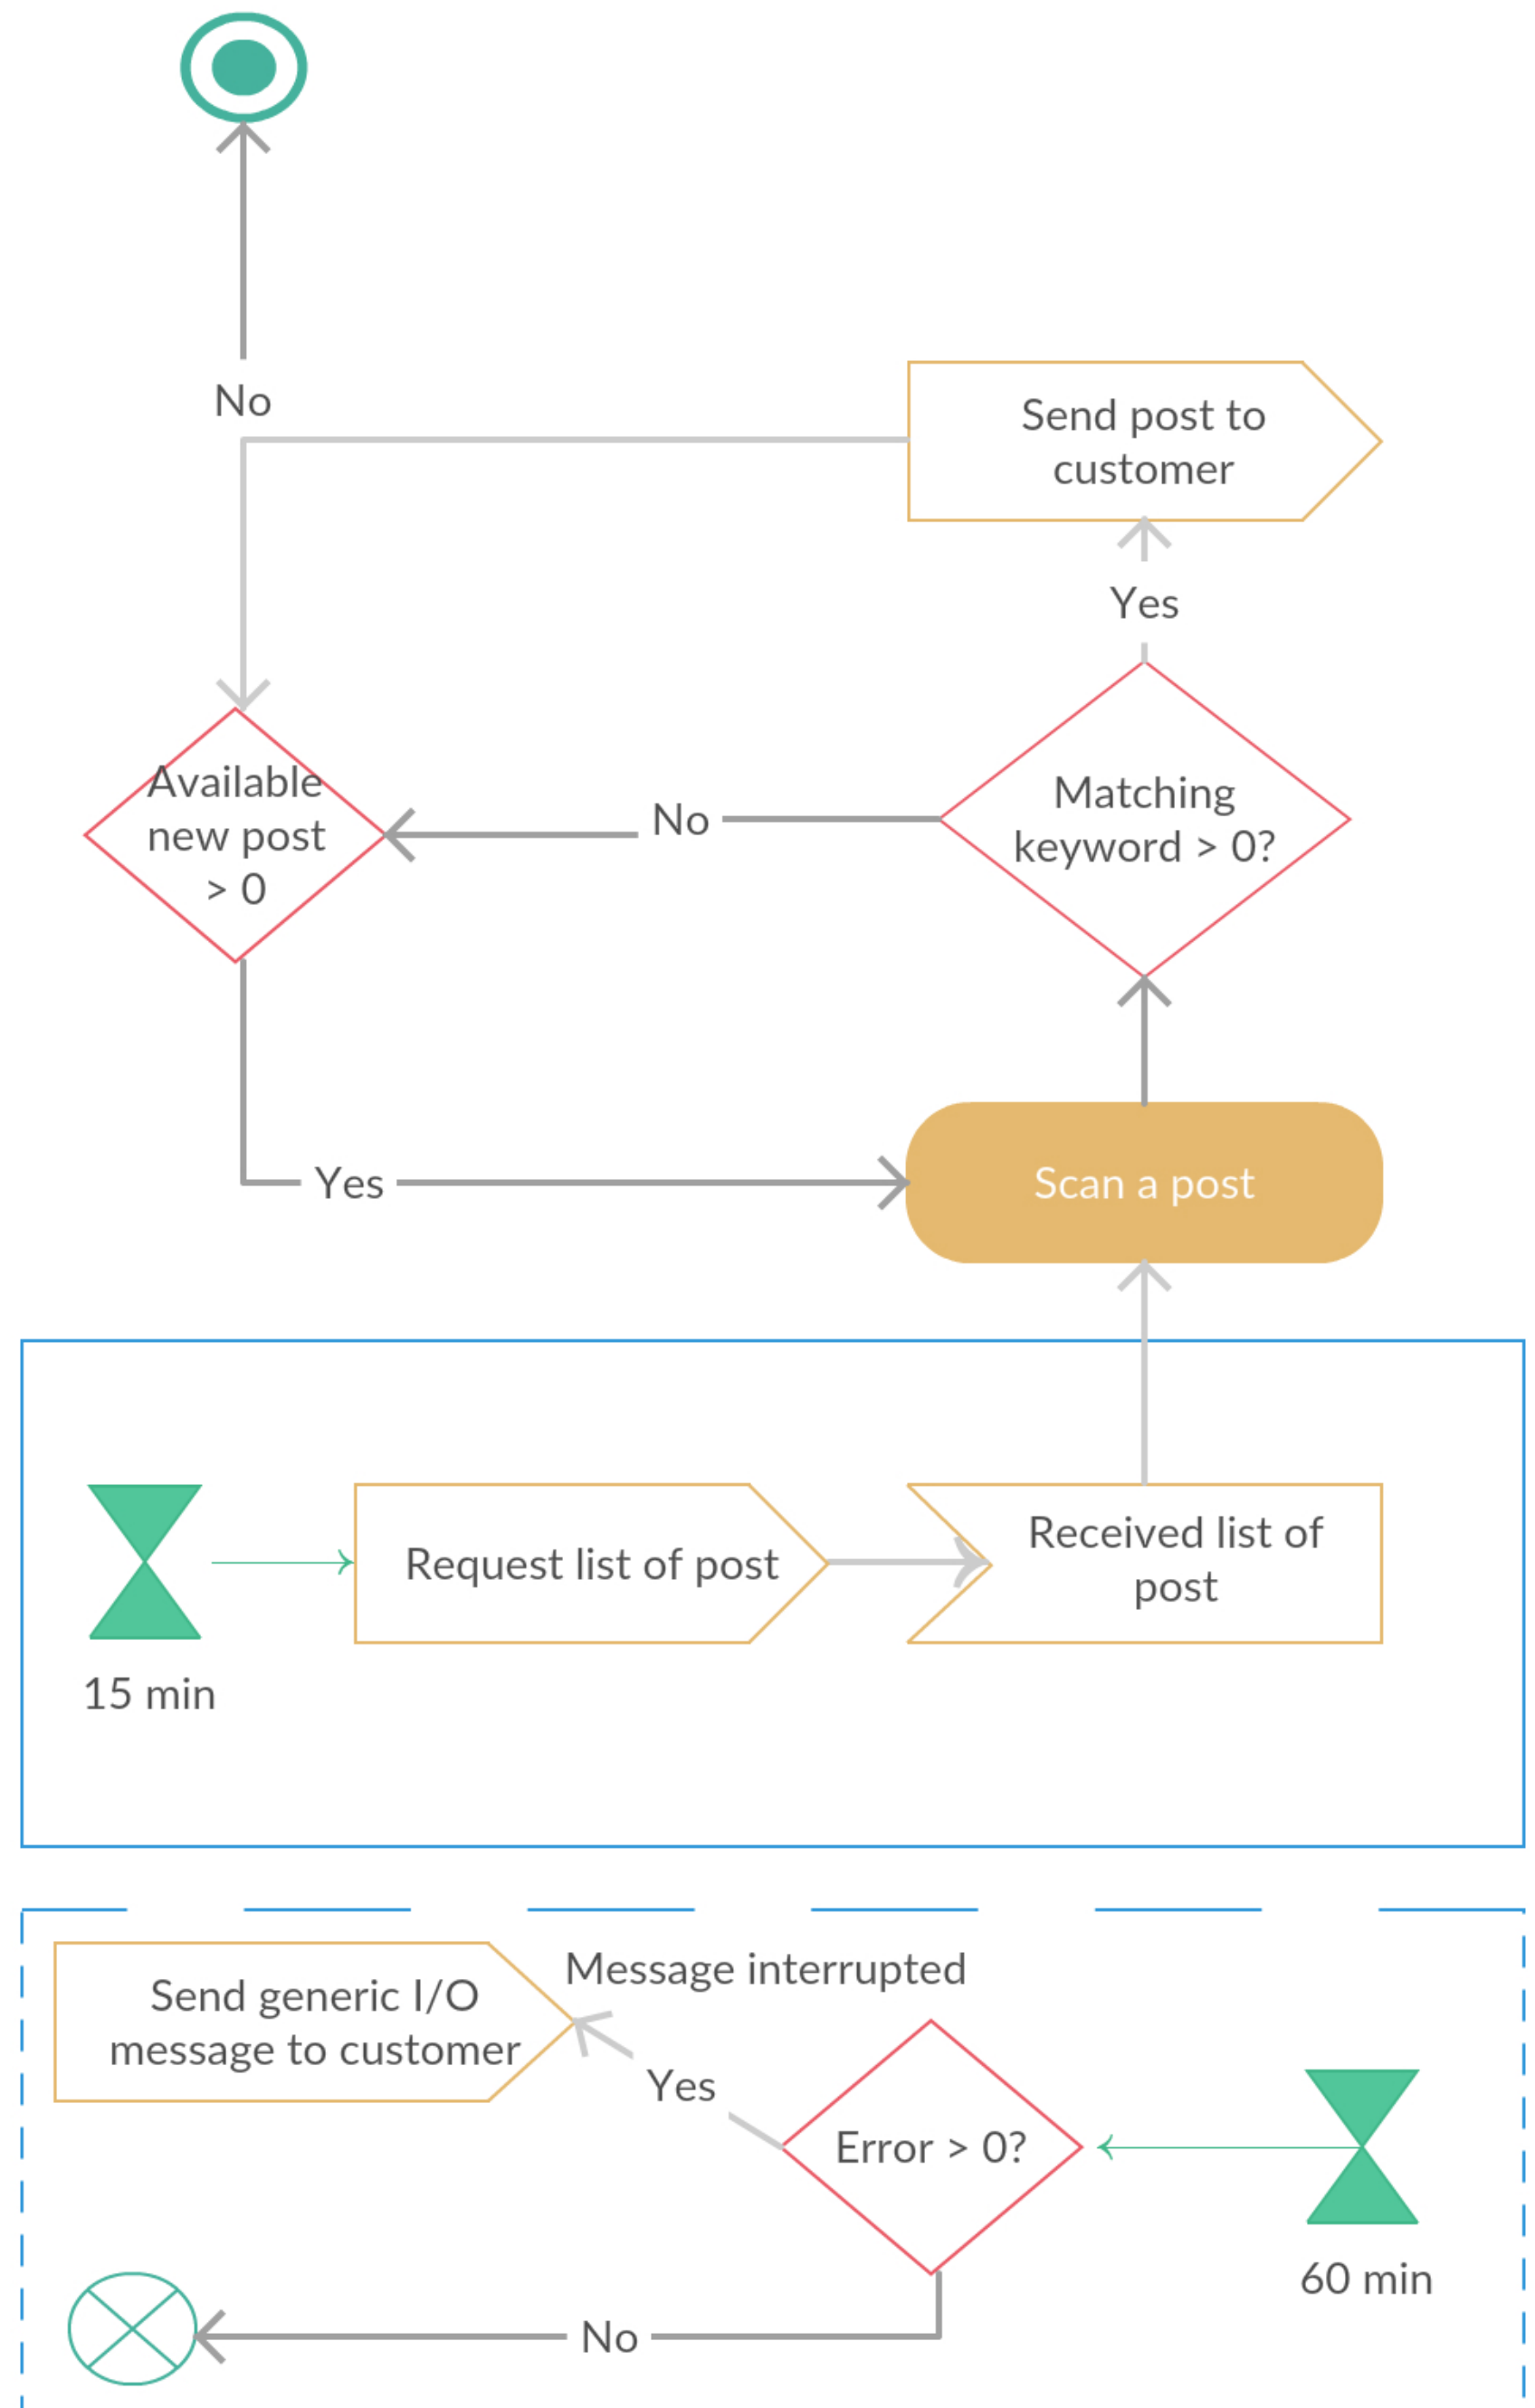 No
Send post to
customer
Yes
Available
new post
> 0
No
Matching
keyword > 0?
Yes
Scan a post
Request list of post
Received list of
post
15 min
Message interrupted
Send generic I/O
message to customer
Yes
Error > 0?
60 min
No